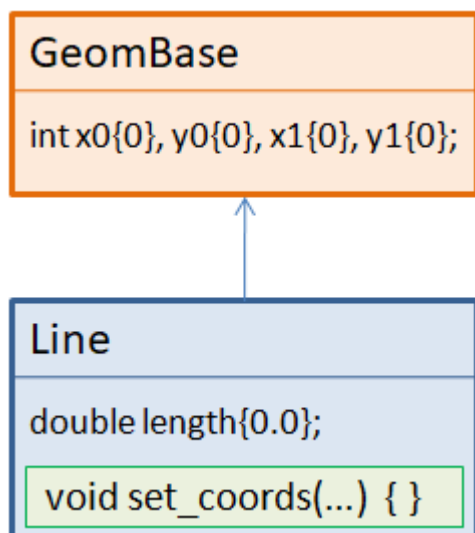 GeomBase
int x0{0}, y0{0}, x1{0}, y1{0};
Line
double length{0.0};
void set_coords(...) { }